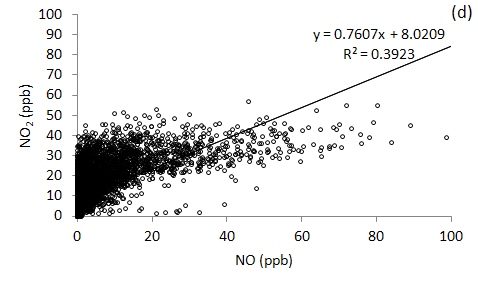 (d)
y = 0.7607x + 8.0209
R² = 0.3923
100
90
80
70
60
50
40
30
20
10
0
NO₂ (ppb)
0 20 40 60 80 100
NO (ppb)